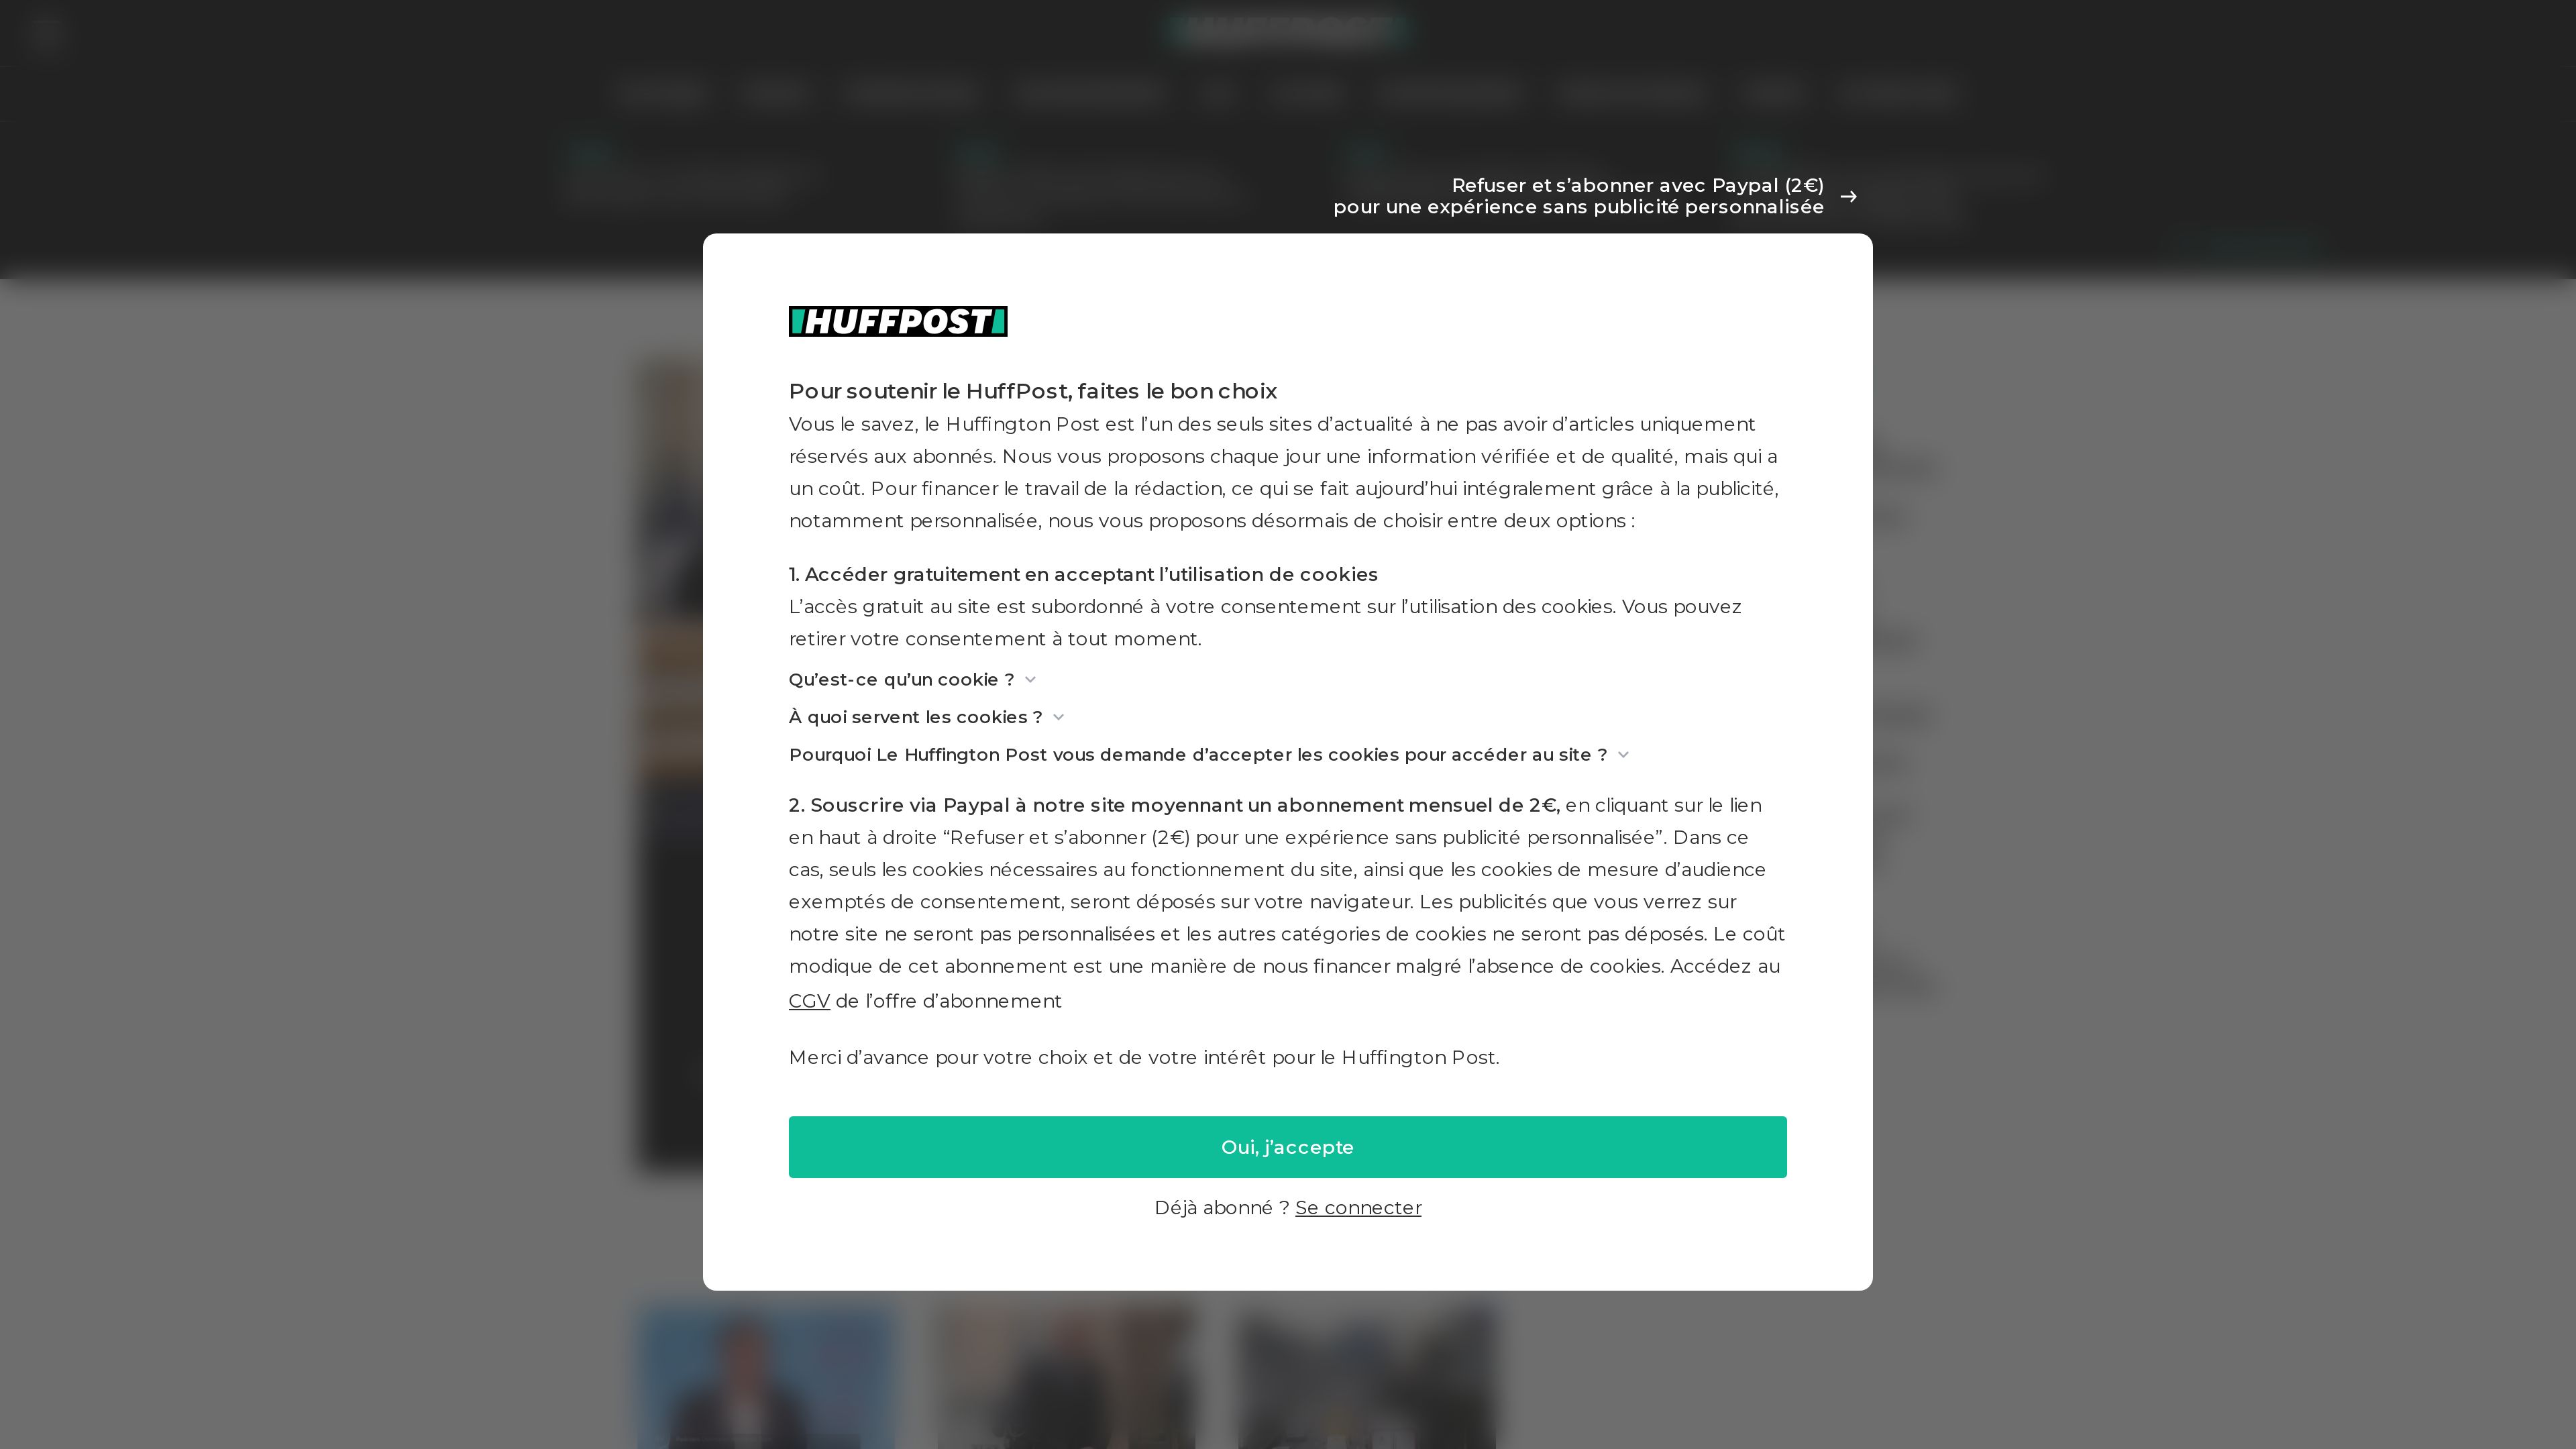 Refuser et s’abonner avec Paypal (2€)
pour une expérience sans publicité personnalisée
HUFFPOST
Pour soutenir le HuffPost, faites le bon choix
Vous le savez, le Huffington Post est l’un des seuls sites d’actualité à ne pas avoir d’articles uniquement
réservés aux abonnés. Nous vous proposons chaque jour une information vérifiée et de qualité, mais qui a
un coût. Pour financer le travail de la rédaction, ce qui se fait aujourd’hui intégralement grâce à la publicité,
notamment personnalisée, nous vous proposons désormais de choisir entre deux options :
1. Accéder gratuitement en acceptant l’utilisation de cookies
L’accès gratuit au site est subordonné à votre consentement sur l’utilisation des cookies. Vous pouvez
retirer votre consentement à tout moment.
Qu’est-ce qu’un cookie ?
À quoi servent les cookies ?
Pourquoi Le Huffington Post vous demande d’accepter les cookies pour accéder au site ?
2. Souscrire via Paypal à notre site moyennant un abonnement mensuel de 2€, en cliquant sur le lien
en haut à droite “Refuser et s’abonner (2€) pour une expérience sans publicité personnalisée”. Dans ce
cas, seuls les cookies nécessaires au fonctionnement du site, ainsi que les cookies de mesure d’audience
exemptés de consentement, seront déposés sur votre navigateur. Les publicités que vous verrez sur
notre site ne seront pas personnalisées et les autres catégories de cookies ne seront pas déposés. Le coût
modique de cet abonnement est une manière de nous financer malgré l’absence de cookies. Accédez au
CGV de l’offre d’abonnement
Merci d’avance pour votre choix et de votre intérêt pour le Huffington Post.
Oui, j’accepte
Déjà abonné ? Se connecter